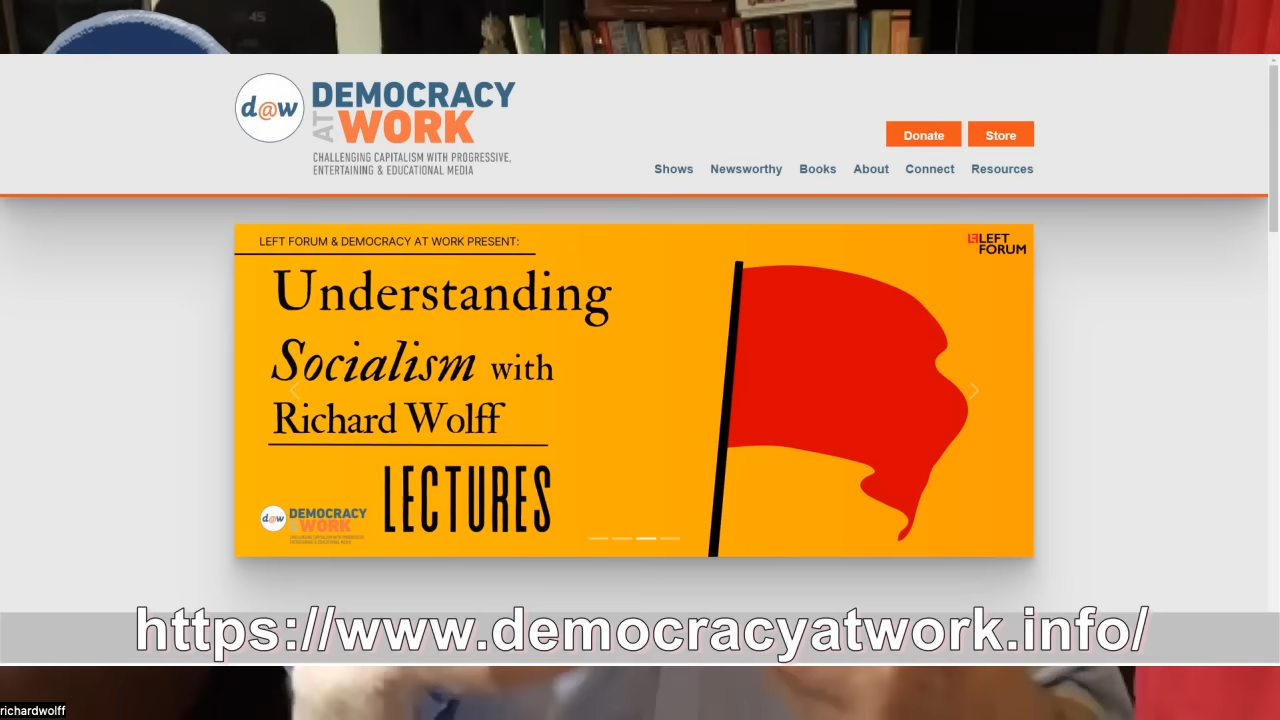 45
d@w
DEMOCRACY
AT WORK
CHALLENGING CAPITALISM WITH PROGRESSIVE,
ENTERTAINING & EDUCATIONAL MEDIA
Donate Store
Shows Newsworthy Books About Connect Resources
LEFT FORUM & DEMOCRACY AT WORK PRESENT:
LF LEFT
FORUM
Understanding
Socialism with
Richard Wolff
LECTURES
d@w
DEMOCRACY
WORK
https://www.democracyatwork.info/
richardwolff